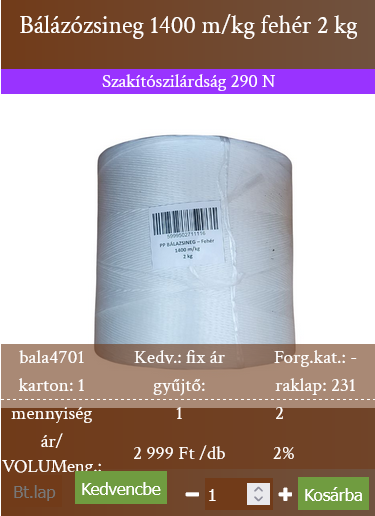 Bálázózsineg 1400 m/kg fehér 2 kg
Szakítószilárdság 290 N
5999502711116
PP BÁLAZSINEG – Fehér
1400 m/kg
2 kg
bala4701 Kedv.: fix ár Forg.kat.: -
karton: 1 gyűjtő: raklap: 231
mennyiség 1 2
ár/
VOLUMeng.: 2 999 Ft /db 2%
Bt.lap Kedvencbe 1 Kosárba